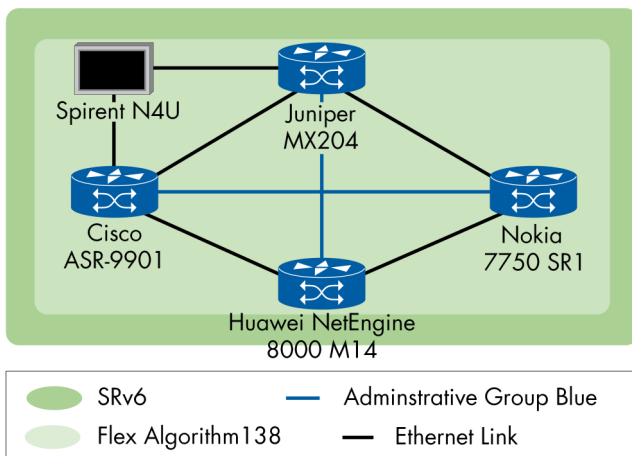 Spirent N4U
Juniper
MX204
Cisco
ASR-9901
Nokia
7750 SR1
Huawei NetEngine
8000 M14
SRv6
Adminstrative Group Blue
Flex Algorithm138
Ethernet Link